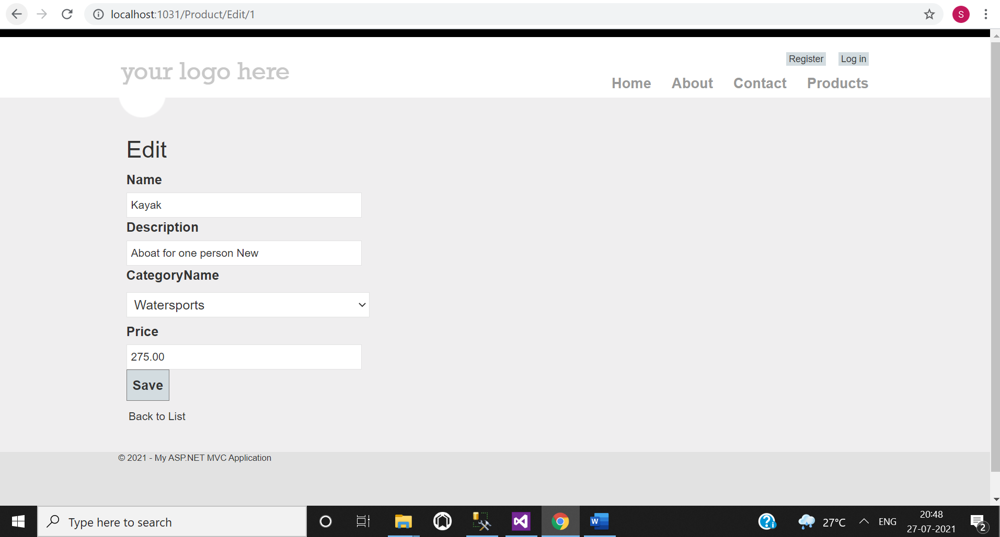 localhost:1031/Product/Edit/1
S
Register Log in
your logo here
Home About Contact Products
Edit
Name
Kayak
Description
Aboat for one person New
CategoryName
Watersports
Price
275.00
Save
Back to List
© 2021 - My ASP.NET MVC Application
Type here to search
W
27°C
ENG
20:48
27-07-2021
2